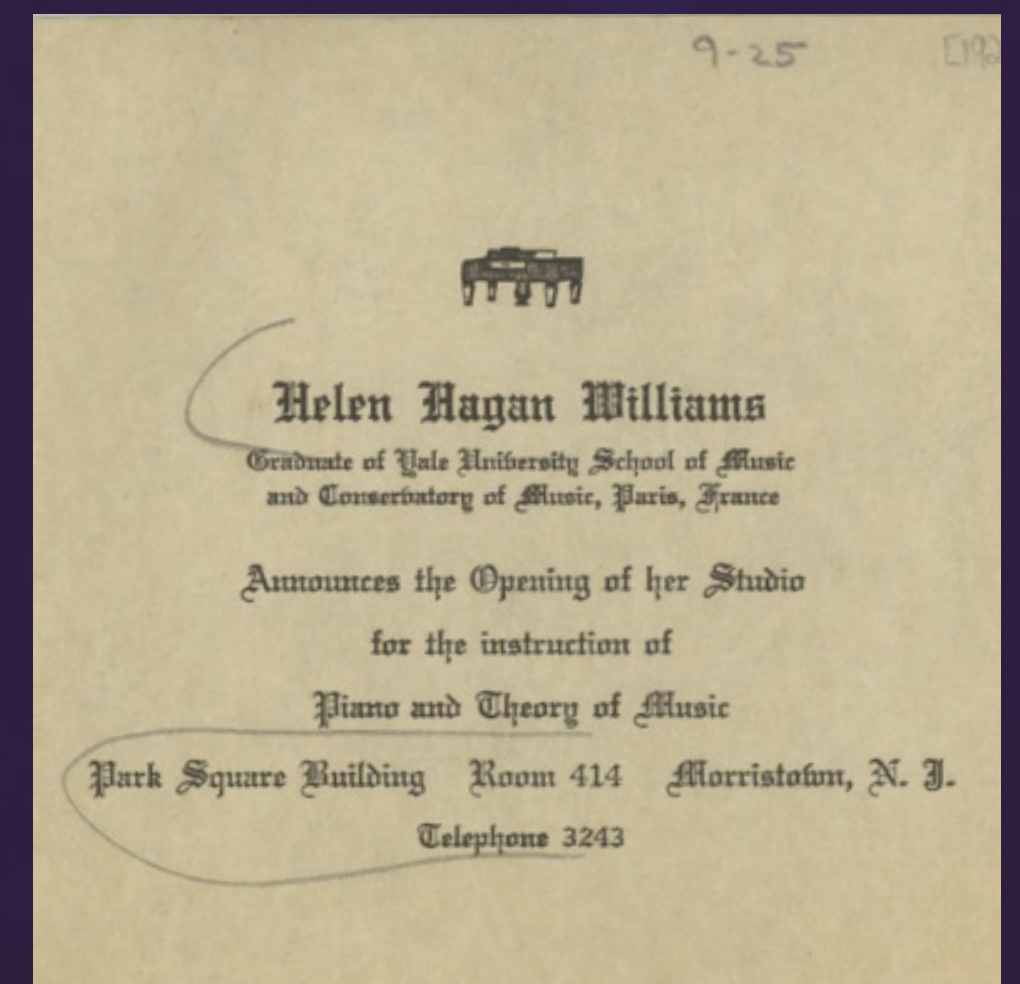 9-25
Helen Hagan Williams
Graduate of Yale University School of Music
and Conservatory of Music, Paris, France
Announces the Opening of her Studio
for the instruction of
Piano and Theory of Music
Park Square Building Room 414 Morristown, N. J.
Telephone 3243